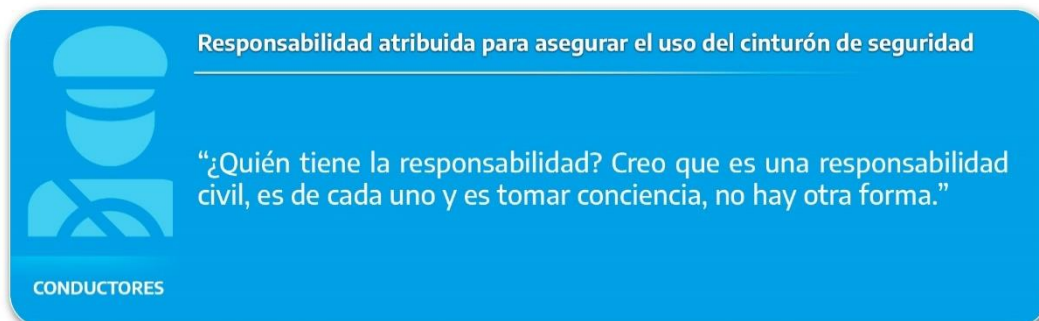 Responsabilidad atribuida para asegurar el uso del cinturón de seguridad
“¿Quién tiene la responsabilidad? Creo que es una responsabilidad
civil, es de cada uno y es tomar conciencia, no hay otra forma.”
CONDUCTORES